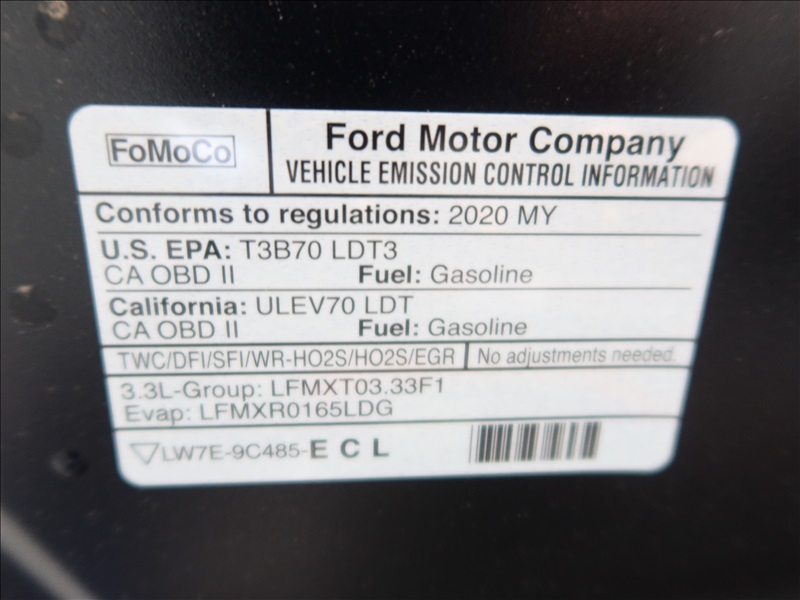 FoMoCo
Ford Motor Company
VEHICLE EMISSION CONTROL INFORMATION
Conforms to regulations: 2020 MY
U.S. EPA: T3B70 LDT3
CA OBD II Fuel: Gasoline
California: ULEV70 LDT
CA OBD II Fuel: Gasoline
TWC/DFI/SFI/WR-HO2S/HO2S/EGR No adjustments needed.
3.3L-Group: LFMXT03.33F1
Evap: LFMXR0165LDG
LW7E-9C485-E C L